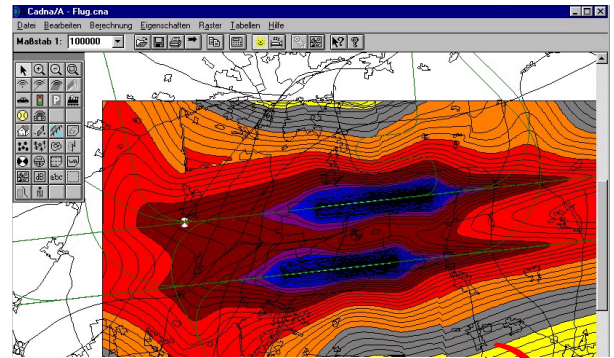 Cadna/A - Flug.cna
Datei Bearbeiten Berechnung Eigenschaften Raster Tabellen Hilfe
Maßstab 1: 100000
P
abc